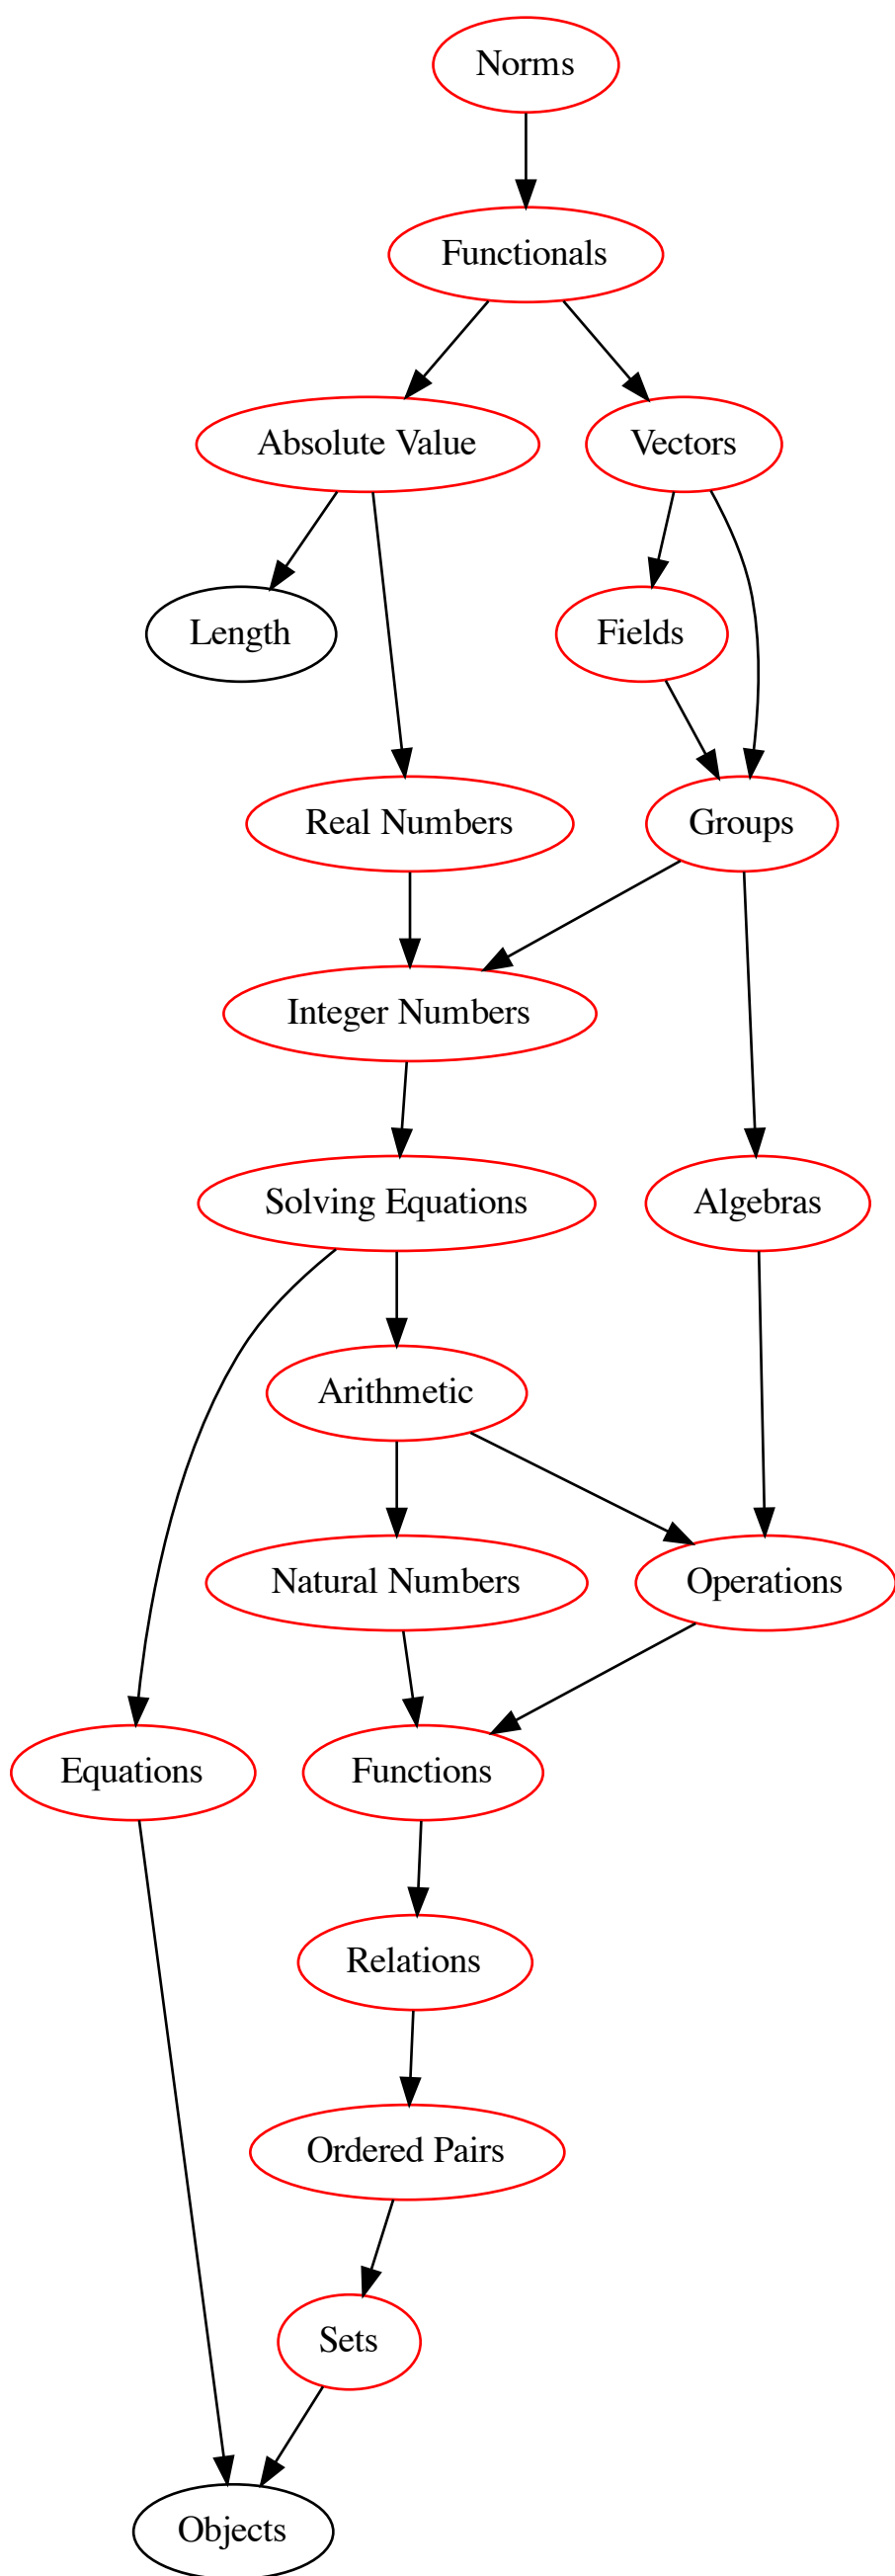 Norms
Functionals
Absolute Value
Vectors
Length
Fields
Real Numbers
Groups
Integer Numbers
Solving Equations
Algebras
Arithmetic
Natural Numbers
Operations
Equations
Functions
Relations
Ordered Pairs
Sets
Objects